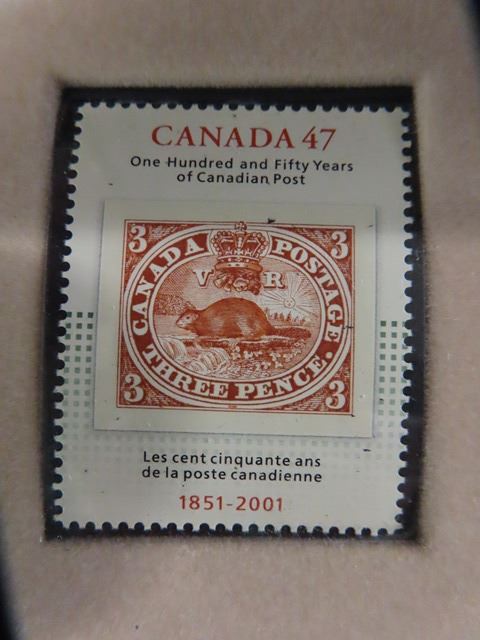 CANADA 47
One Hundred and Fifty Years
of Canadian Post
3 3
CANADA POSTAGE
V R
THREE PENCE.
3 3
Les cent cinquante ans
de la poste canadienne
1851-2001